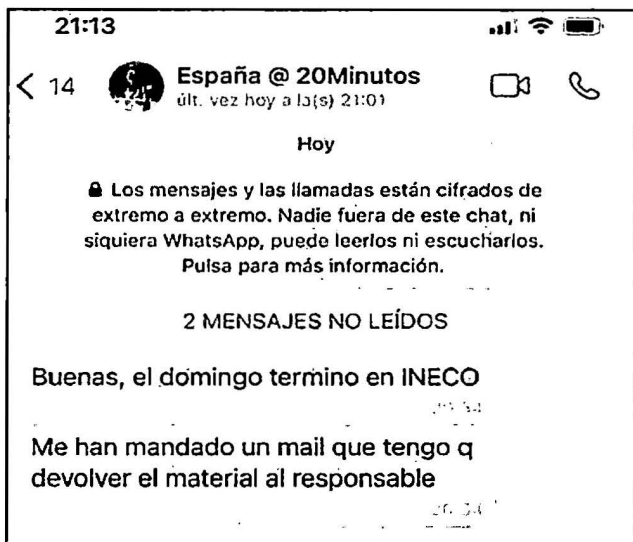 21:13
14
España @ 20Minutos
últ. vez hoy a la(s) 21:01
Hoy
Los mensajes y las llamadas están cifrados de
extremo a extremo. Nadie fuera de este chat, ni
siquiera WhatsApp, puede leerlos ni escucharlos.
Pulsa para más información.
2 MENSAJES NO LEÍDOS
Buenas, el domingo termino en INECO
Me han mandado un mail que tengo q
devolver el material al responsable